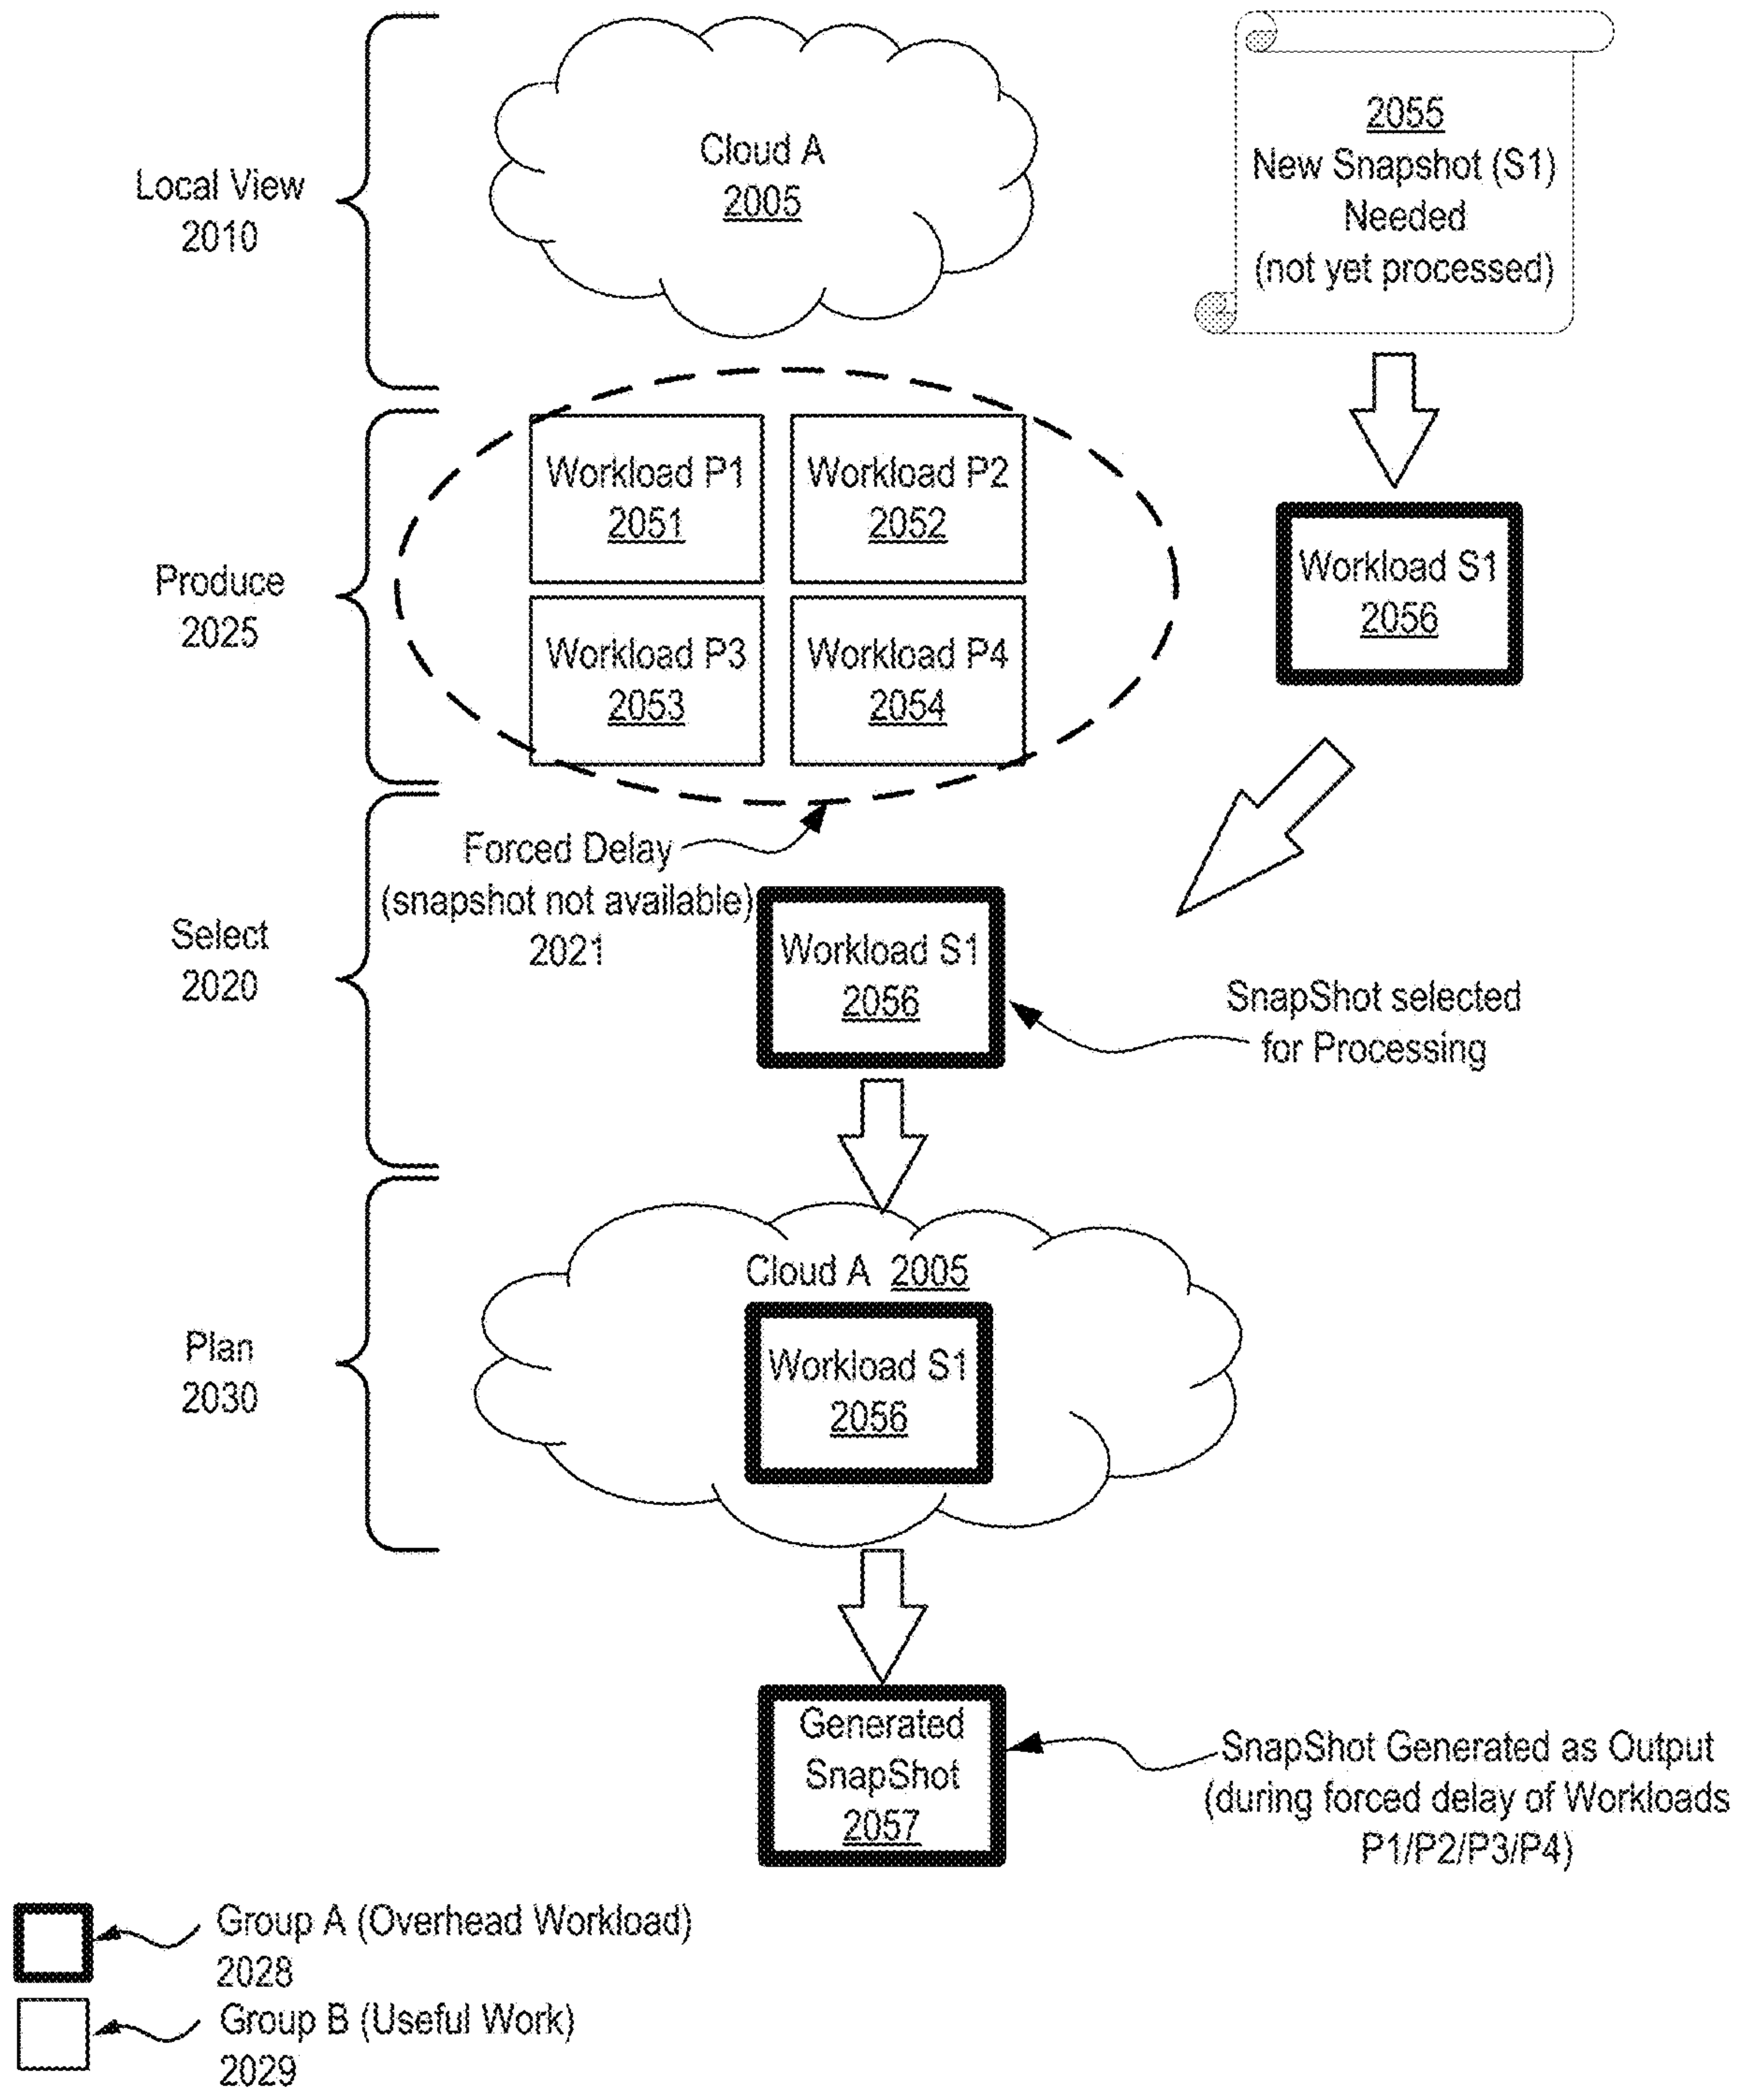 Local View
2010
Cloud A
2005
2055
New Snapshot (S1)
Needed
(not yet processed)
Produce
2025
Workload P1
2051
Workload P2
2052
Workload P3
2053
Workload P4
2054
Workload S1
2056
Forced Delay
(snapshot not available)
2021
Select
2020
Workload S1
2056
SnapShot selected
for Processing
Plan
2030
Cloud A 2005
Workload S1
2056
Generated
SnapShot
2057
SnapShot Generated as Output
(during forced delay of Workloads
P1/P2/P3/P4)
Group A (Overhead Workload)
2028
Group B (Useful Work)
2029